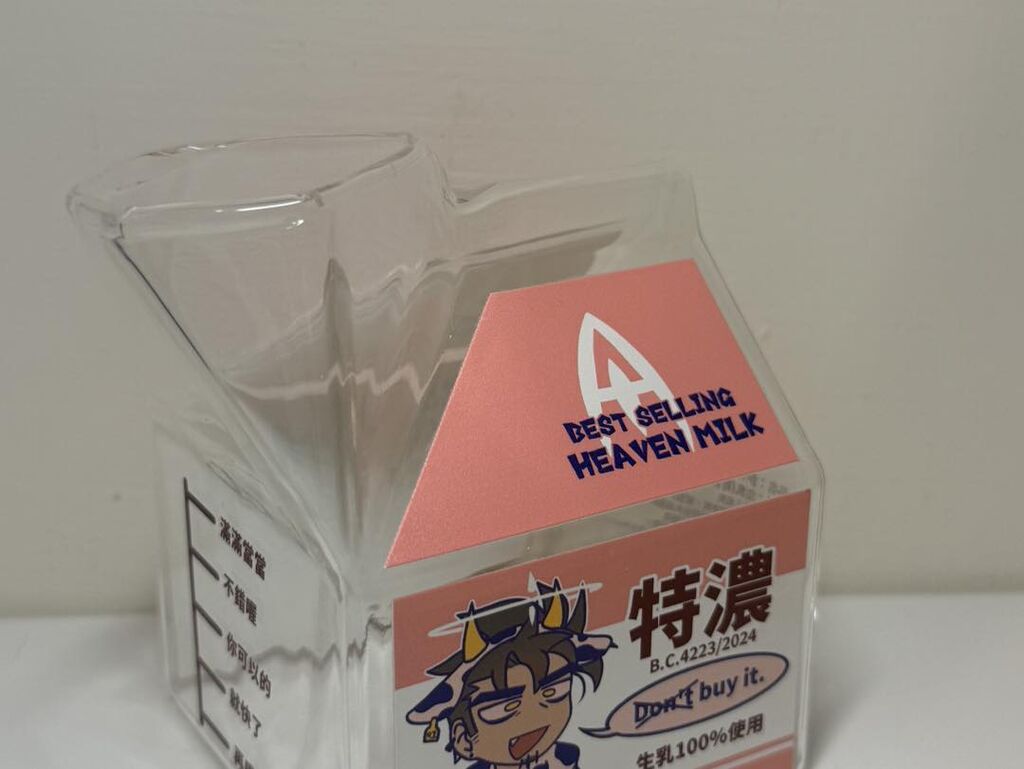 BEST SELLING
HEAVEN MILK
特濃
B.C.4223/2024
Don't buy it.
生乳100%使用
滿滿當當
不錯喔
你可以的
就快了